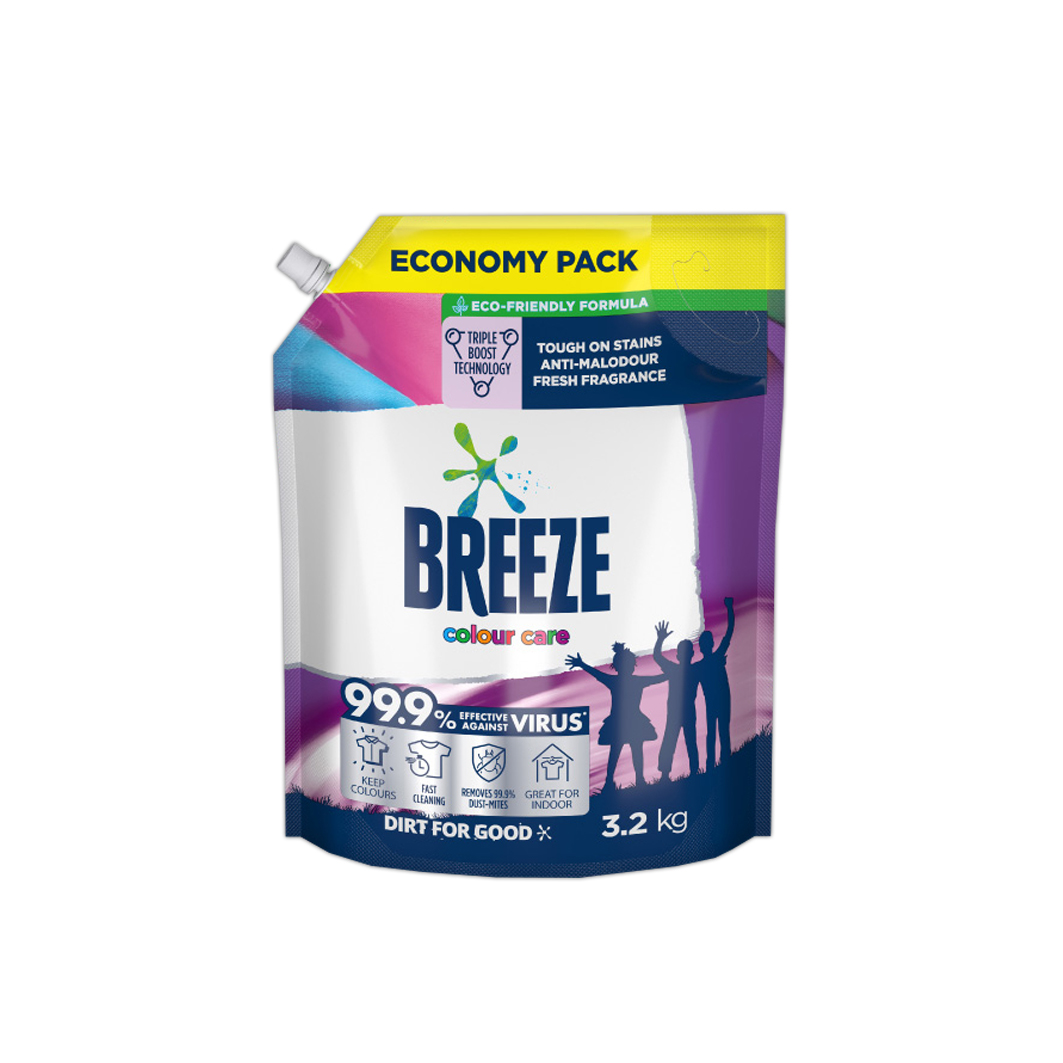 ECONOMY PACK
ECO-FRIENDLY FORMULA
TRIPLE
BOOST
TECHNOLOGY
TOUGH ON STAINS
ANTI-MALODOUR
FRESH FRAGRANCE
BREEZE
colour care
99.9% EFFECTIVE AGAINST VIRUS*
KEEP
COLOURS
FAST
CLEANING
REMOVES 99.9%
DUST-MITES
GREAT FOR
INDOOR
DIRT FOR GOOD
3.2 kg